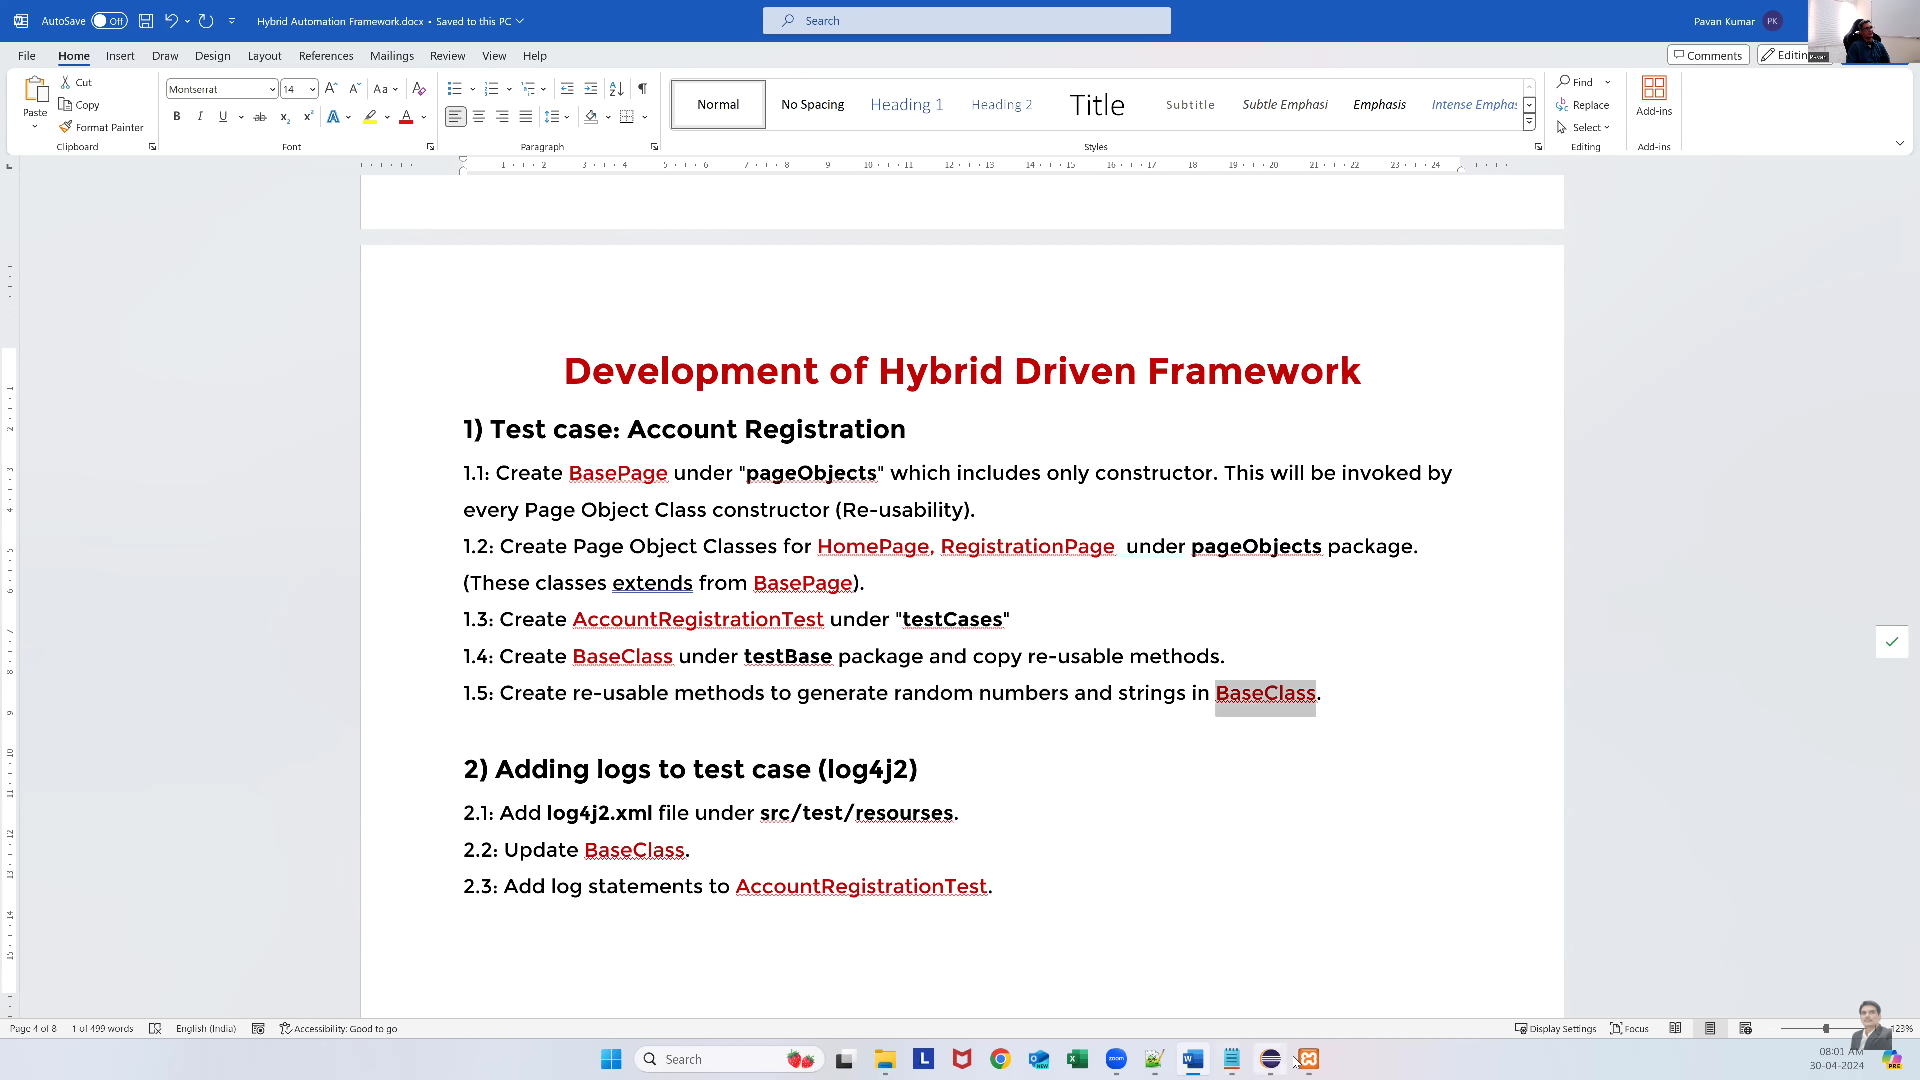 AutoSave Off Hybrid Automation Framework.docx • Saved to this PC Search Pavan Kumar PK
File Home Insert Draw Design Layout References Mailings Review View Help Comments Editin
Paste Cut Copy Format Painter Clipboard
Montserrat 14 Aa Font
Paragraph
Normal No Spacing Heading 1 Heading 2 Title Subtitle Subtle Emphasi Emphasis Intense Emphas Styles
Find Replace Select Editing
Add-ins Add-ins
Development of Hybrid Driven Framework
1) Test case: Account Registration
1.1: Create BasePage under "pageObjects" which includes only constructor. This will be invoked by
every Page Object Class constructor (Re-usability).
1.2: Create Page Object Classes for HomePage, RegistrationPage under pageObjects package.
(These classes extends from BasePage).
1.3: Create AccountRegistrationTest under "testCases"
1.4: Create BaseClass under testBase package and copy re-usable methods.
1.5: Create re-usable methods to generate random numbers and strings in BaseClass.
2) Adding logs to test case (log4j2)
2.1: Add log4j2.xml file under src/test/resourses.
2.2: Update BaseClass.
2.3: Add log statements to AccountRegistrationTest.
Page 4 of 8 1 of 499 words English (India) Accessibility: Good to go Display Settings Focus 123%
Search
08:01 AM
30-04-2024